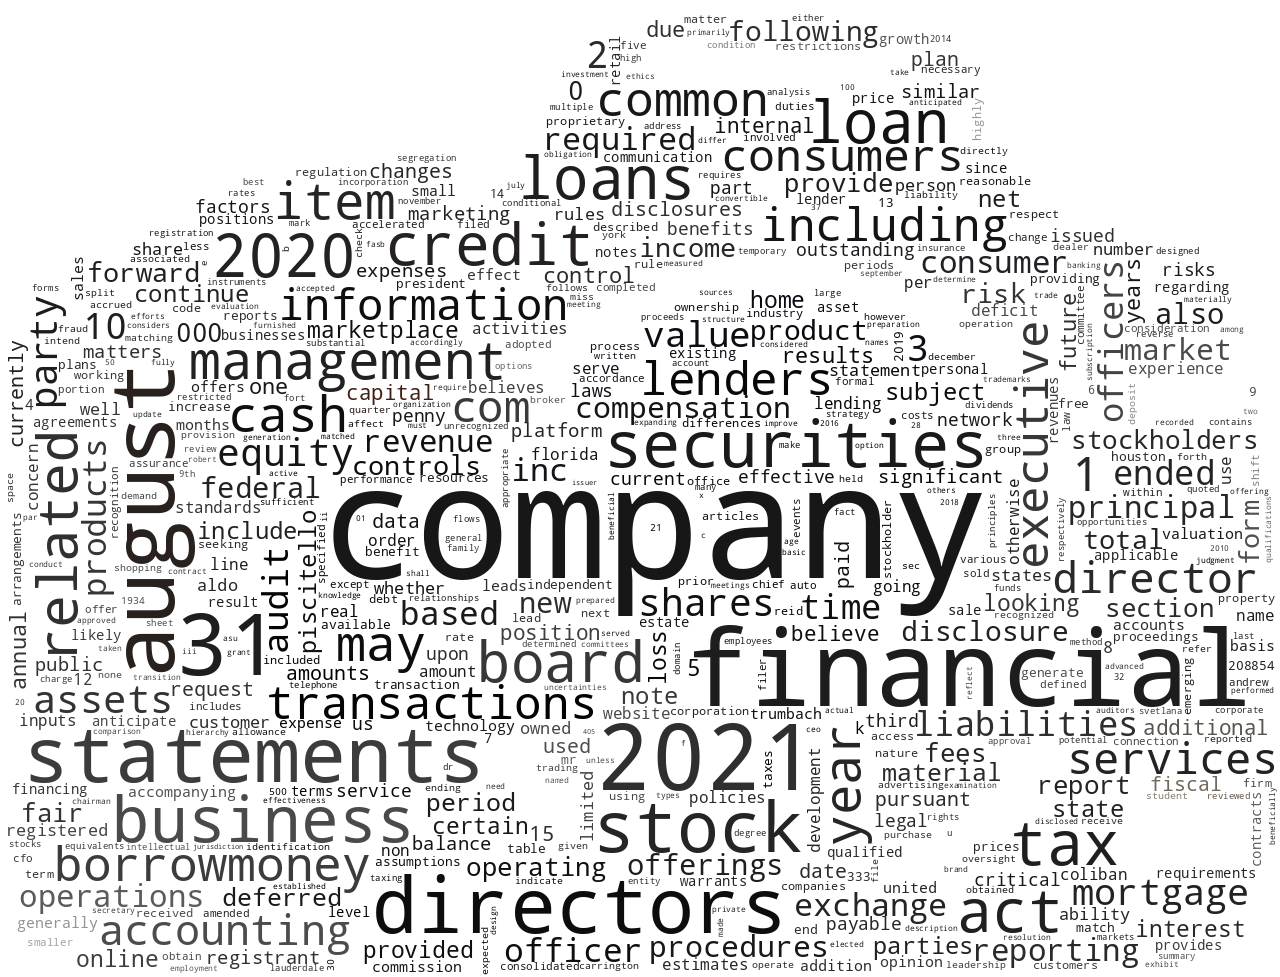 due matter either
following
primarily
condition restrictions
growth 2014
2 five high retail
plan
take necessary
investment ethics
0 common analysis
multiple duties
100 price similar
anticipated
highly
proprietary address internal
loan
required differ involved
segregation obligation communication consumers directly
regulation changes
loans requires
since
best incorporation
item small 14 july
part provide person reasonable
rates factors
november conditional
convertible lender 13 liability net
positions mark accelerated marketing filed
rules disclosures 37
including respect
registration b described york benefits
change issued
share less
2020 check fasb credit notes income temporary outstanding insurance dealer number designed
associated e
forward instruments expenses effect control rule measured
periods consumer banking risks
sales code president follows completed
september per determine providing regarding
forms split continue accepted miss sources large
risk trade committee officers years materially
accrued evaluation information meeting ownership home asset
deficit future also
party 10 efforts 000 reports furnished marketplace activities proceeds structure industry however
operation consideration among
fraud considers businesses substantial accordingly adopted value product preparation 2019 3
executive subscription market
intend matching process considered names
currently matters fully management options existing results december
experience
plans 50 offers one written account statement personal
working capital require believes serve lenders formal
trademarks 6 deposit 9
portion restricted fort organization accordance subject
free two
4 well increase cash quarter penny com broker laws compensation lending strategy costs dividends
revenues law recorded contains
agreements update months affect must unrecognized expanding differences improve 2016 28 network
related august provision generation matched revenue platform securities three stockholders
products review equity florida make option group
houston forth use shift
concern assurance robert active controls inc issuer current office effective held significant
1 ended
space recognition 9th federal performance resources appropriate many others
within quoted offering
demand sufficient x 2018
par standards specified ii 01 data flows company beneficial articles 21 events fact
principles otherwise principal form
include order general c stockholder
opportunities
conduct seeking benefit family age basic paid sec
total valuation
annual arrangements shopping contract line audit piscitello shall prior meetings chief auto going
various respectively applicable 2010 judgment qualifications
aldo except whether leads independent
sold states director
1934 result knowledge debt relationships new prepared shares reid time
funds property
offer sheet real based next sale looking section name
approved asu available lead estate recognized
likely iii grant 31 may rate position served loss believe disclosure accounts last
taken included upon determined committees domain employees method 8 proceedings refer basis
public transition amounts amount board 5 filer financial advanced 208854
charge 12 none telephone transaction uncertainties reflect generate 32 emerging andrew
assets request transactions note defined performed
20 includes corporation trumbach actual auditors svetlana corporate
inputs anticipate customer expense us technology owned website k third liabilities additional
comparison hierarchy allowance 7 405 2021 f ceo access approval potential connection reported
statements used unless taxes year nature fees services
dr mr trading material
financing accompanying 500 terms service ending need named limited using types policies development advertising examination report fiscal firm
chairman effectiveness period pursuant student reviewed contracts beneficially
fair business certain 15 stock degree legal rights state
registered balance purchase u disclosed receive
stocks equivalents intellectual jurisdiction identification non table given prices tax
cfo borrowmoney assumptions offerings qualified oversight
term taxing operating date 333 file brand critical coliban requirements
operations established deferred indicate entity warrants companies united obtained mortgage
generally secretary received amended level directors private made exchange act ability
accounting design end payable description match interest
smaller expected elected resolution markets
online obtain registrant 30 provided officer procedures parties reporting provides
employment lauderdale commission consolidated carrington estimates operate addition opinion leadership customers summary
exhibit